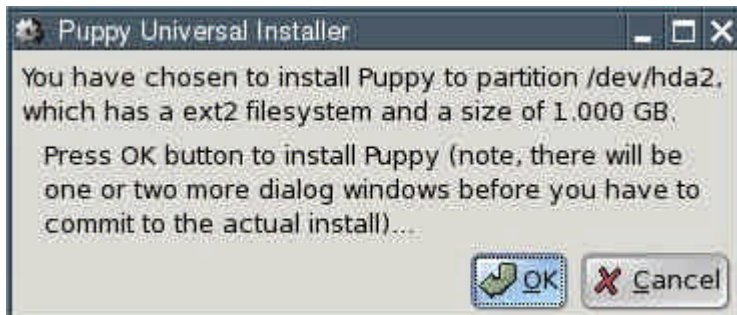 Puppy Universal Installer
You have chosen to install Puppy to partition /dev/hda2,
which has a ext2 filesystem and a size of 1.000 GB.
Press OK button to install Puppy (note, there will be
one or two more dialog windows before you have to
commit to the actual install)...
OK Cancel